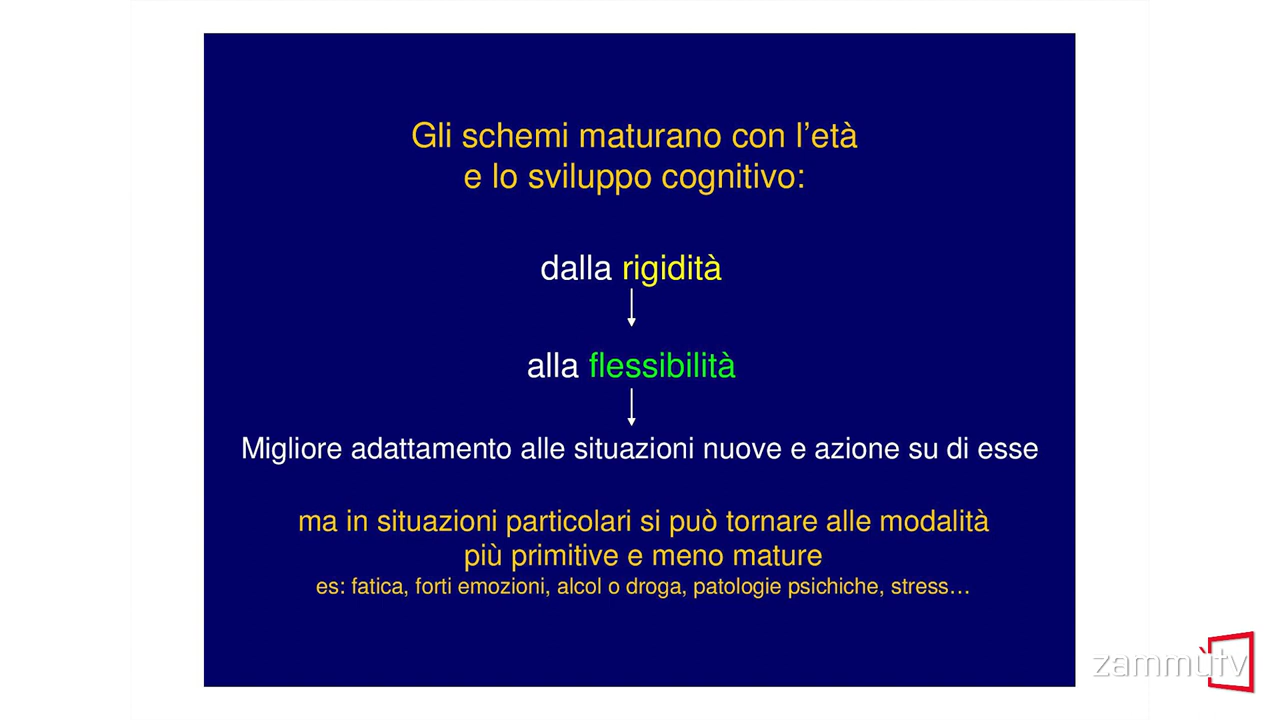 Gli schemi maturano con l’età
e lo sviluppo cognitivo:
dalla rigidità
alla flessibilità
Migliore adattamento alle situazioni nuove e azione su di esse
ma in situazioni particolari si può tornare alle modalità
più primitive e meno mature
es: fatica, forti emozioni, alcol o droga, patologie psichiche, stress…
zammùtv